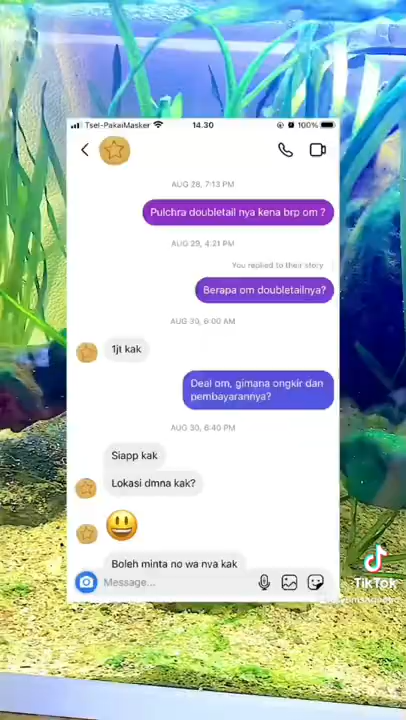 Tsel-PakaiMasker
14.30
100%
AUG 28, 7:13 PM
Pulchra doubletail nya kena brp om ?
AUG 29, 4:21 PM
You replied to their story
Berapa om doubletailnya?
AUG 30, 6:00 AM
1jt kak
Deal om, gimana ongkir dan
pembayarannya?
AUG 30, 6:40 PM
Siapp kak
Lokasi dmna kak?
Boleh minta no wa nya kak
Message...
TikTok